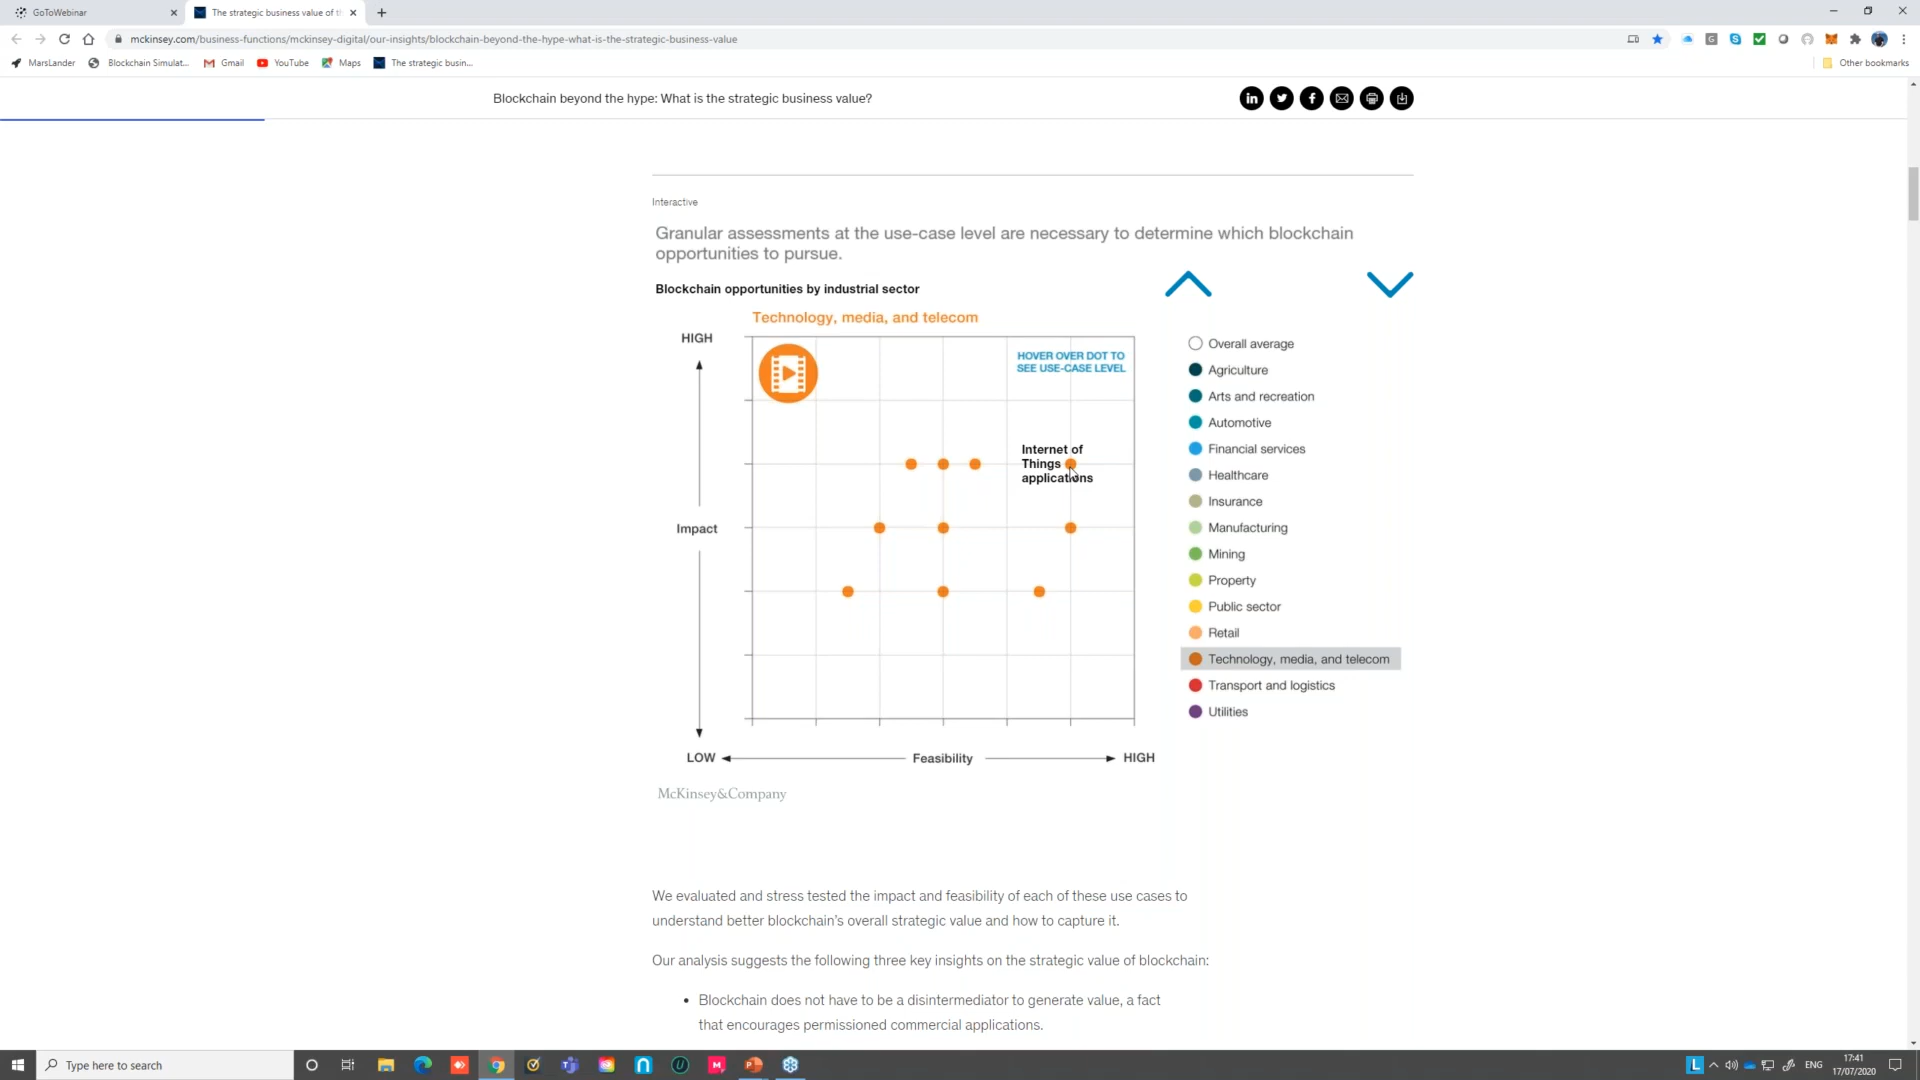 GoToWebinar
The strategic business value of th
mckinsey.com/business-functions/mckinsey-digital/our-insights/blockchain-beyond-the-hype-what-is-the-strategic-business-value
MarsLander
Blockchain Simulat...
Gmail
YouTube
Maps
The strategic busin...
Other bookmarks
Blockchain beyond the hype: What is the strategic business value?
Interactive
Granular assessments at the use-case level are necessary to determine which blockchain
opportunities to pursue.
Blockchain opportunities by industrial sector
Technology, media, and telecom
HIGH
HOVER OVER DOT TO
SEE USE-CASE LEVEL
Internet of
Things
applications
Impact
LOW
Feasibility
HIGH
Overall average
Agriculture
Arts and recreation
Automotive
Financial services
Healthcare
Insurance
Manufacturing
Mining
Property
Public sector
Retail
Technology, media, and telecom
Transport and logistics
Utilities
McKinsey&Company
We evaluated and stress tested the impact and feasibility of each of these use cases to
understand better blockchain's overall strategic value and how to capture it.
Our analysis suggests the following three key insights on the strategic value of blockchain:
• Blockchain does not have to be a disintermediator to generate value, a fact
that encourages permissioned commercial applications.
Type here to search
ENG
17:41
17/07/2020